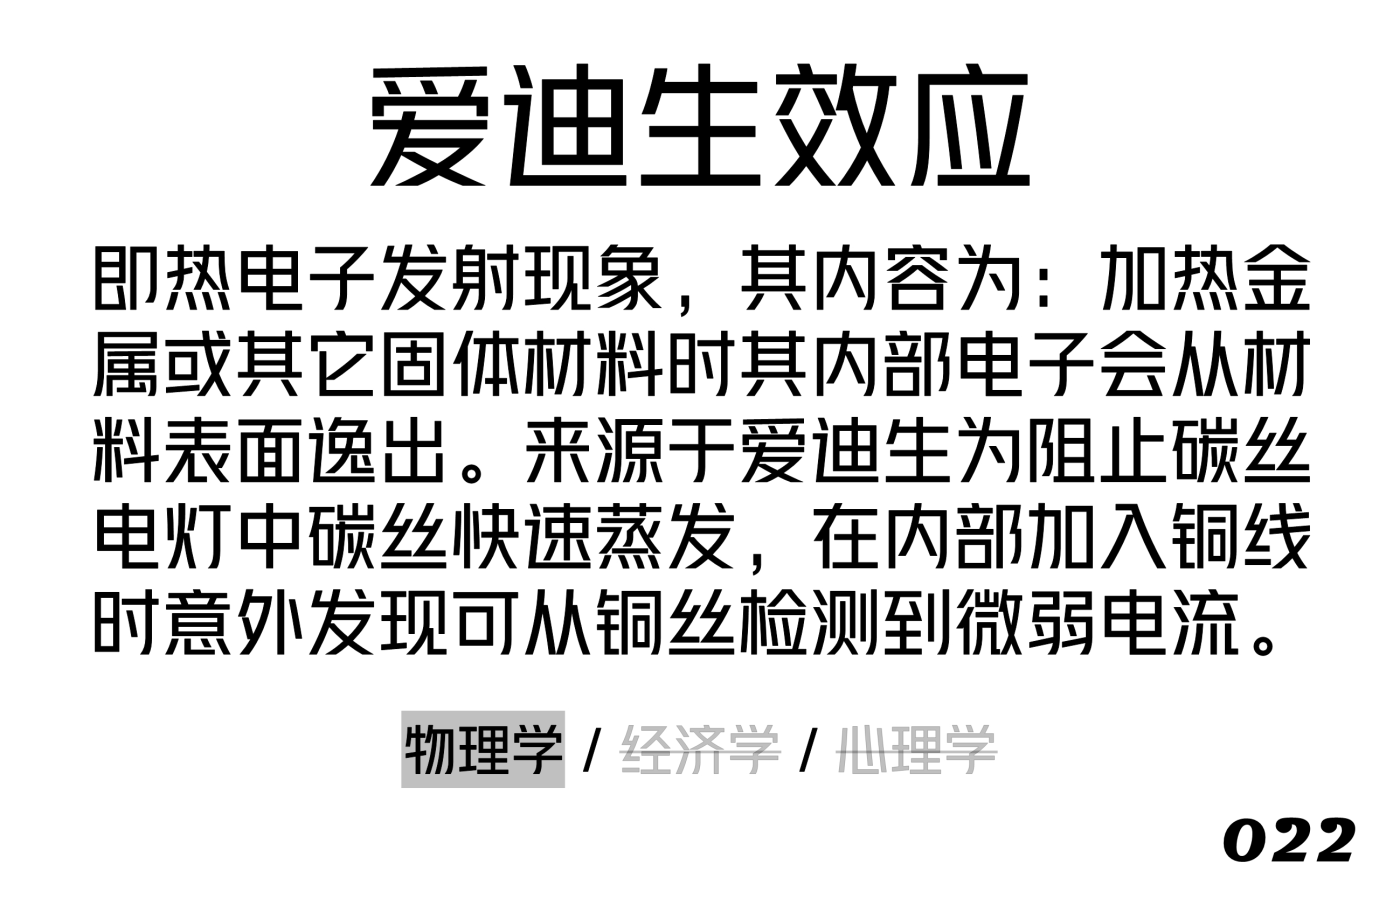 爱迪生效应
即热电子发射现象，其内容为：加热金
属或其它固体材料时其内部电子会从材
料表面逸出。来源于爱迪生为阻止碳丝
电灯中碳丝快速蒸发，在内部加入铜线
时意外发现可从铜丝检测到微弱电流。
物理学 / 经济学 / 心理学
022